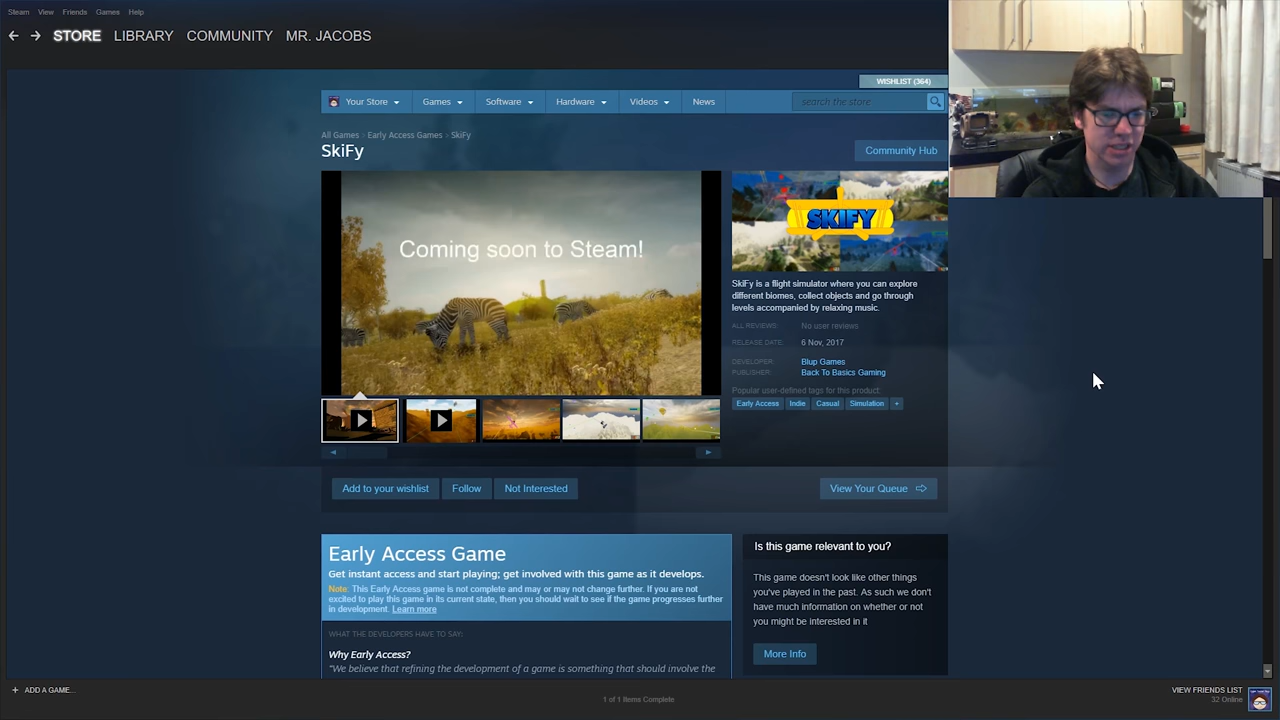 Steam View Friends Games Help
STORE LIBRARY COMMUNITY MR. JACOBS
WISHLIST (364)
Your Store Games Software Hardware Videos News search the store
All Games > Early Access Games > SkiFy
SkiFy
Community Hub
Coming soon to Steam!
SKIFY
SkiFy is a flight simulator where you can explore
different biomes, collect objects and go through
levels accompanied by relaxing music.
ALL REVIEWS: No user reviews
RELEASE DATE: 6 Nov, 2017
DEVELOPER: Blup Games
PUBLISHER: Back To Basics Gaming
Popular user-defined tags for this product:
Early Access Indie Casual Simulation +
Add to your wishlist Follow Not Interested View Your Queue
Early Access Game
Get instant access and start playing; get involved with this game as it develops.
Note: This Early Access game is not complete and may or may not change further. If you are
not excited to play this game in its current state, then you should wait to see if the game progresses further
in development. Learn more
WHAT THE DEVELOPERS HAVE TO SAY:
Why Early Access?
"We believe that refining the development of a game is something that should involve the
Is this game relevant to you?
This game doesn't look like other things
you've played in the past. As such we don't
have much information on whether or not
you might be interested in it
More Info
+ ADD A GAME...
1 of 1 Items Complete
VIEW FRIENDS LIST
32 Online